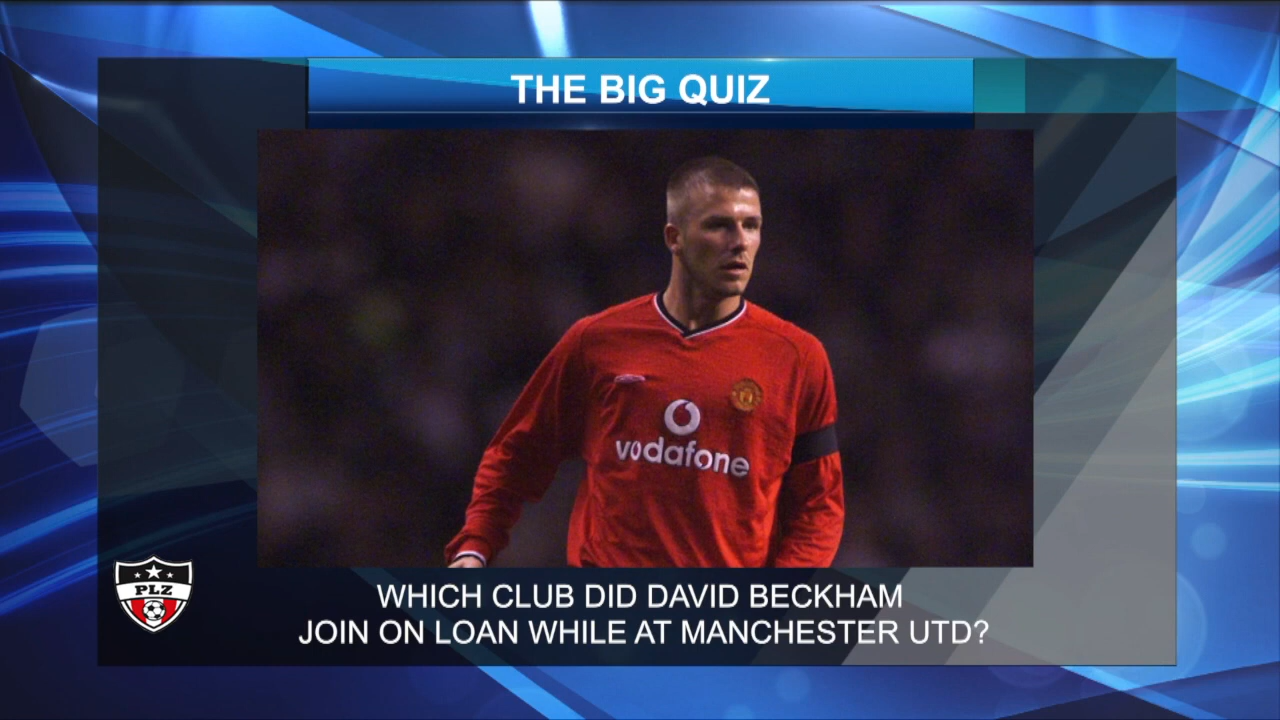 THE BIG QUIZ
vodafone
PLZ
WHICH CLUB DID DAVID BECKHAM
JOIN ON LOAN WHILE AT MANCHESTER UTD?